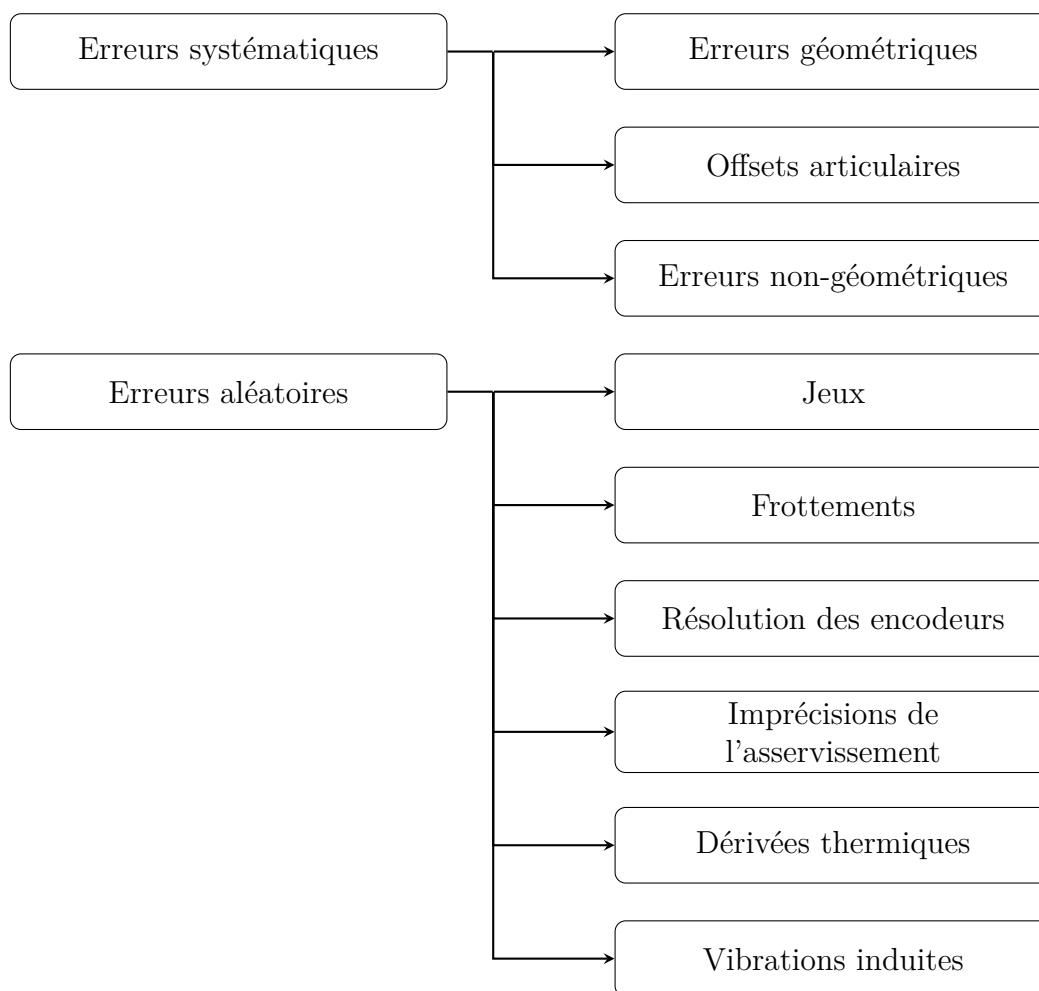 Erreurs systématiques
Erreurs géométriques
Offsets articulaires
Erreurs non-géométriques
Erreurs aléatoires
Jeux
Frottements
Résolution des encodeurs
Imprécisions de
l'asservissement
Dérivées thermiques
Vibrations induites